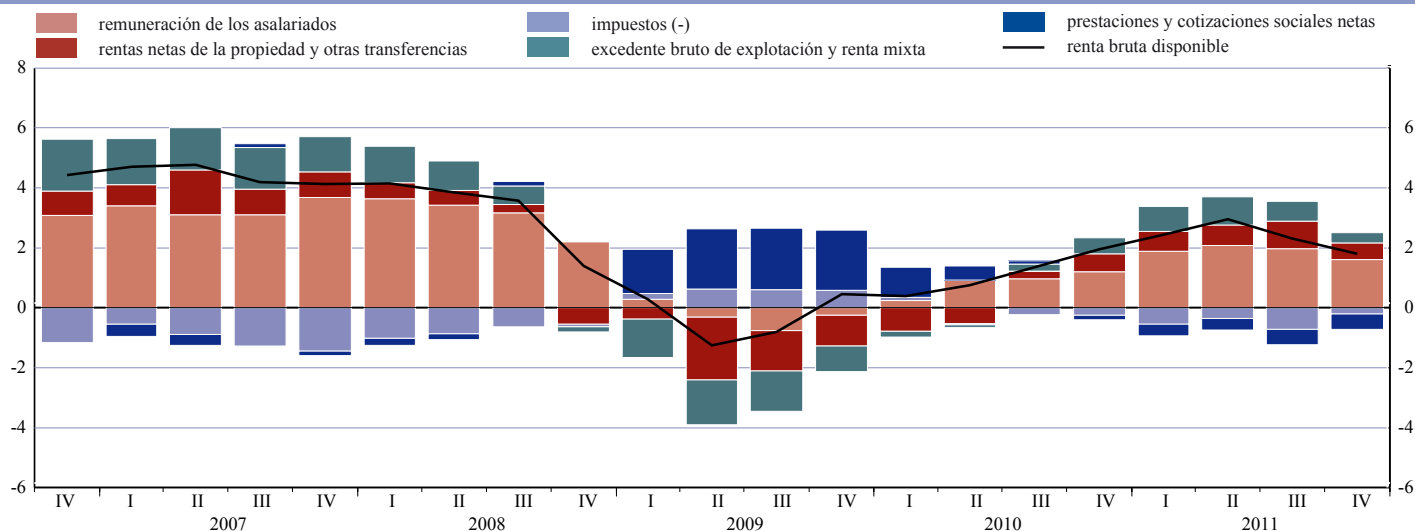 remuneración de los asalariados
impuestos (-)
prestaciones y cotizaciones sociales netas
rentas netas de la propiedad y otras transferencias
excedente bruto de explotación y renta mixta
renta bruta disponible
8
6 6
4 4
2 2
0 0
-2 -2
-4 -4
-6 -6
IV I II III IV I II III IV I II III IV I II III IV I II III IV
2007 2008 2009 2010 2011